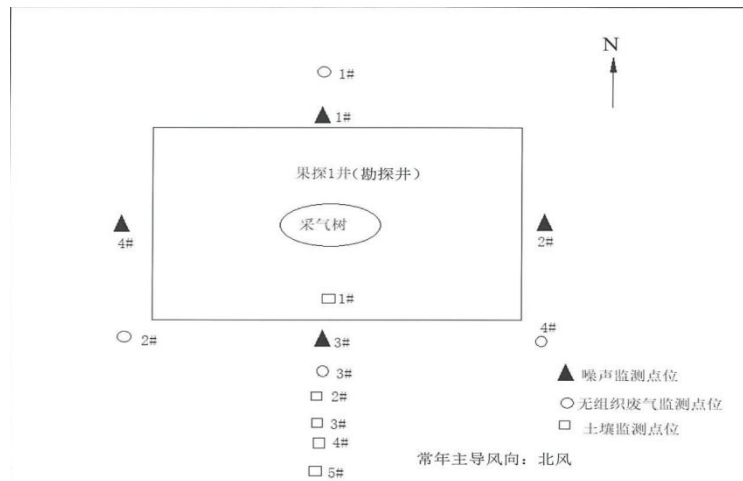 N
1#
1#
果探1井(勘探井)
采气树
4#
2#
1#
2#
3#
4#
3#
2#
3#
4#
5#
噪声监测点位
无组织废气监测点位
土壤监测点位
常年主导风向：北风